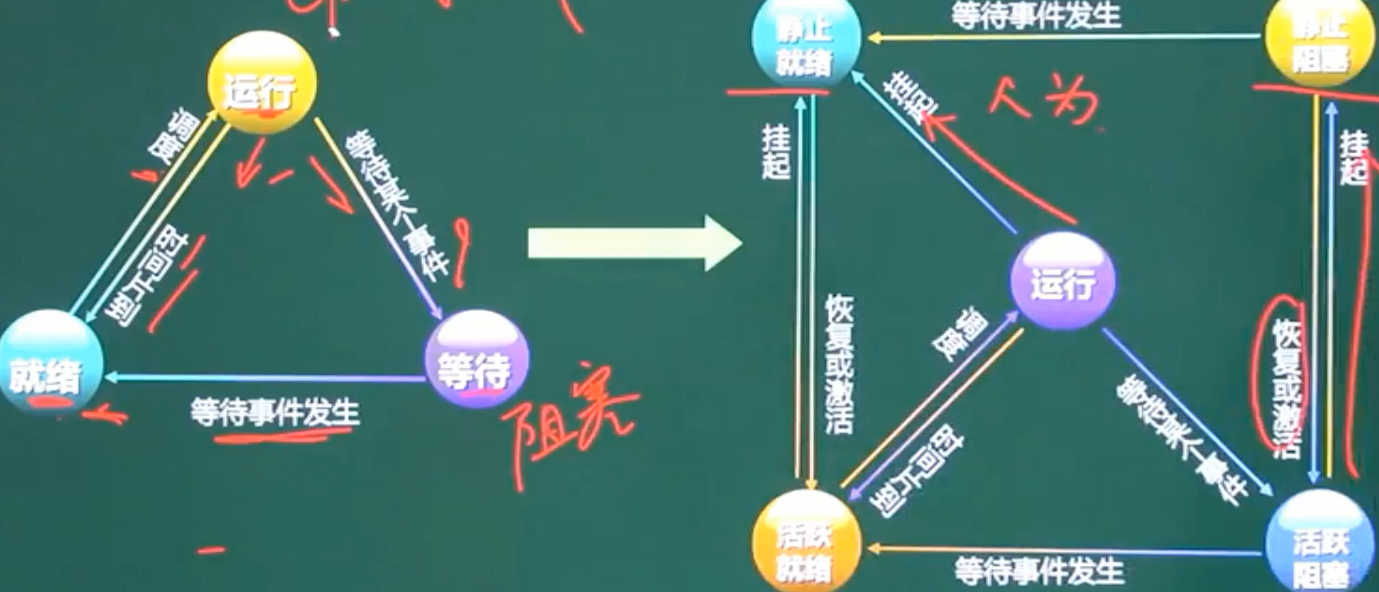 运行
调度
时间片到
等待某个事件
就绪
等待
等待事件发生
阻塞
静止
就绪
等待事件发生
静止
阻塞
挂起
人为
挂起
挂起
运行
恢复或激活
调度
时间片到
等待某个事件
恢复或激活
活跃
就绪
等待事件发生
活跃
阻塞